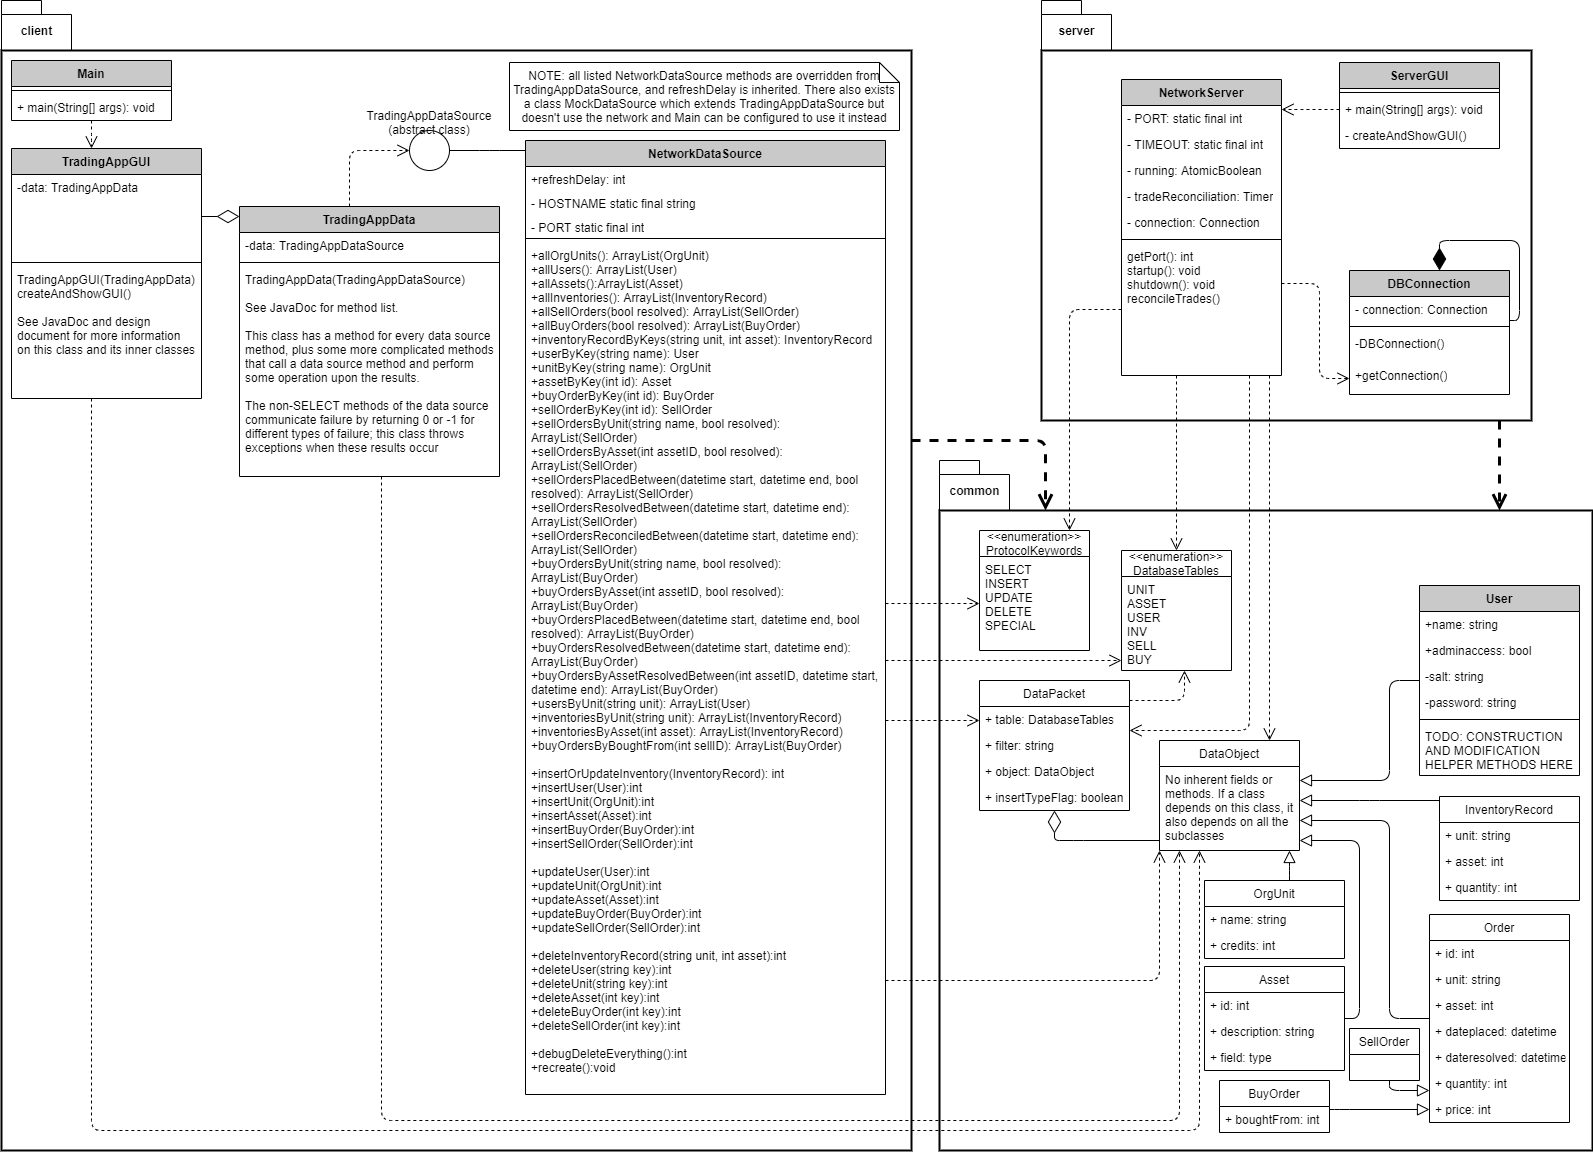 client
Main
+ main(String[] args): void
TradingAppGUI
-data: TradingAppData
TradingAppGUI(TradingAppData)
createAndShowGUI()
See JavaDoc and design
document for more information
on this class and its inner classes
TradingAppDataSource
(abstract class)
TradingAppData
-data: TradingAppDataSource
TradingAppData(TradingAppDataSource)
See JavaDoc for method list.
This class has a method for every data source
method, plus some more complicated methods
that call a data source method and perform
some operation upon the results.
The non-SELECT methods of the data source
communicate failure by returning 0 or -1 for
different types of failure; this class throws
exceptions when these results occur
NOTE: all listed NetworkDataSource methods are overridden from
TradingAppDataSource, and refreshDelay is inherited. There also exists
a class MockDataSource which extends TradingAppDataSource but
doesn't use the network and Main can be configured to use it instead
NetworkDataSource
+refreshDelay: int
- HOSTNAME static final string
- PORT static final int
+allOrgUnits(): ArrayList(OrgUnit)
+allUsers(): ArrayList(User)
+allAssets():ArrayList(Asset)
+allInventories(): ArrayList(InventoryRecord)
+allSellOrders(bool resolved): ArrayList(SellOrder)
+allBuyOrders(bool resolved): ArrayList(BuyOrder)
+inventoryRecordByKeys(string unit, int asset): InventoryRecord
+userByKey(string name): User
+unitByKey(string name): OrgUnit
+assetByKey(int id): Asset
+buyOrderByKey(int id): BuyOrder
+sellOrderByKey(int id): SellOrder
+sellOrdersByUnit(string name, bool resolved):
ArrayList(SellOrder)
+sellOrdersByAsset(int assetID, bool resolved):
ArrayList(SellOrder)
+sellOrdersPlacedBetween(datetime start, datetime end, bool
resolved): ArrayList(SellOrder)
+sellOrdersResolvedBetween(datetime start, datetime end):
ArrayList(SellOrder)
+sellOrdersReconciledBetween(datetime start, datetime end):
ArrayList(SellOrder)
+buyOrdersByUnit(string name, bool resolved):
ArrayList(BuyOrder)
+buyOrdersByAsset(int assetID, bool resolved):
ArrayList(BuyOrder)
+buyOrdersPlacedBetween(datetime start, datetime end, bool
resolved): ArrayList(BuyOrder)
+buyOrdersResolvedBetween(datetime start, datetime end):
ArrayList(BuyOrder)
+buyOrdersByAssetResolvedBetween(int assetID, datetime start,
datetime end): ArrayList(BuyOrder)
+usersByUnit(string unit): ArrayList(User)
+inventoriesByUnit(string unit): ArrayList(InventoryRecord)
+inventoriesByAsset(int asset): ArrayList(InventoryRecord)
+buyOrdersByBoughtFrom(int sellID): ArrayList(BuyOrder)
+insertOrUpdateInventory(InventoryRecord): int
+insertUser(User):int
+insertUnit(OrgUnit):int
+insertAsset(Asset):int
+insertBuyOrder(BuyOrder):int
+insertSellOrder(SellOrder):int
+updateUser(User):int
+updateUnit(OrgUnit):int
+updateAsset(Asset):int
+updateBuyOrder(BuyOrder):int
+updateSellOrder(SellOrder):int
+deleteInventoryRecord(string unit, int asset):int
+deleteUser(string key):int
+deleteUnit(string key):int
+deleteAsset(int key):int
+deleteBuyOrder(int key):int
+deleteSellOrder(int key):int
+debugDeleteEverything():int
+recreate():void
server
NetworkServer
- PORT: static final int
- TIMEOUT: static final int
- running: AtomicBoolean
- tradeReconciliation: Timer
- connection: Connection
getPort(): int
startup(): void
shutdown(): void
reconcileTrades()
ServerGUI
+ main(String[] args): void
- createAndShowGUI()
DBConnection
- connection: Connection
-DBConnection()
+getConnection()
common
<<enumeration>>
ProtocolKeywords
SELECT
INSERT
UPDATE
DELETE
SPECIAL
<<enumeration>>
DatabaseTables
UNIT
ASSET
USER
INV
SELL
BUY
DataPacket
+ table: DatabaseTables
+ filter: string
+ object: DataObject
+ insertTypeFlag: boolean
DataObject
No inherent fields or
methods. If a class
depends on this class, it
also depends on all the
subclasses
User
+name: string
+adminaccess: bool
-salt: string
-password: string
TODO: CONSTRUCTION
AND MODIFICATION
HELPER METHODS HERE
InventoryRecord
+ unit: string
+ asset: int
+ quantity: int
OrgUnit
+ name: string
+ credits: int
Asset
+ id: int
+ description: string
+ field: type
Order
+ id: int
+ unit: string
+ asset: int
+ dateplaced: datetime
+ dateresolved: datetime
+ quantity: int
+ price: int
SellOrder
BuyOrder
+ boughtFrom: int